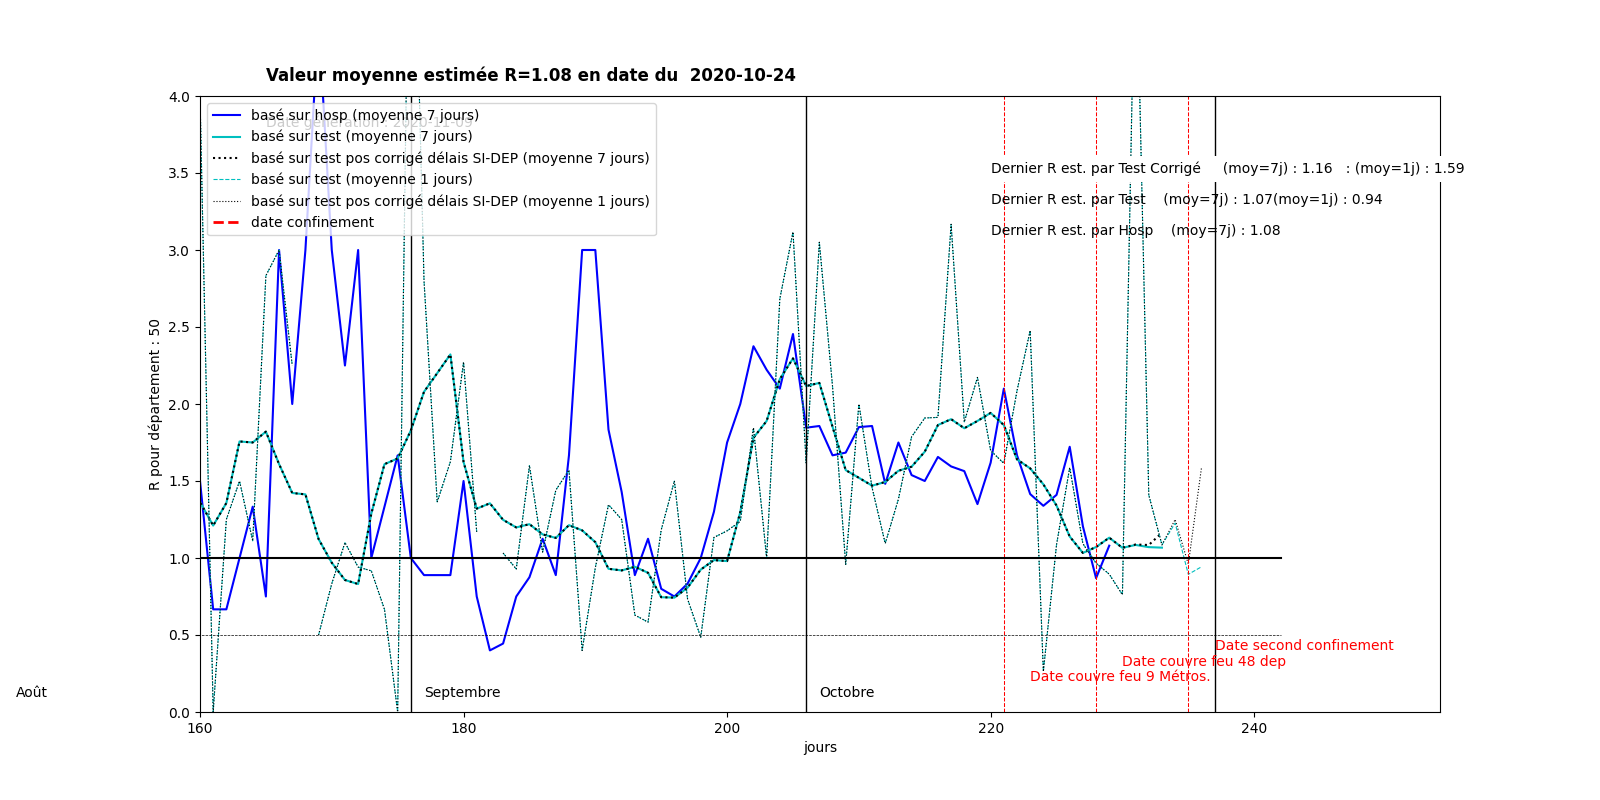 Valeur moyenne estimée R=1.08 en date du  2020-10-24
Date génération : 2020-11-09
basé sur hosp (moyenne 7 jours)
basé sur test (moyenne 7 jours)
basé sur test pos corrigé délais SI-DEP (moyenne 7 jours)
basé sur test (moyenne 1 jours)
basé sur test pos corrigé délais SI-DEP (moyenne 1 jours)
date confinement
Dernier R est. par Test Corrigé     (moy=7j) : 1.16   : (moy=1j) : 1.59
Dernier R est. par Test    (moy=7j) : 1.07(moy=1j) : 0.94
Dernier R est. par Hosp    (moy=7j) : 1.08
4.0
3.5
3.0
2.5
2.0
1.5
1.0
0.5
0.0
R pour département : 50
Date second confinement
Date couvre feu 48 dep
Date couvre feu 9 Métros.
Août
Septembre
Octobre
160
180
200
220
240
jours